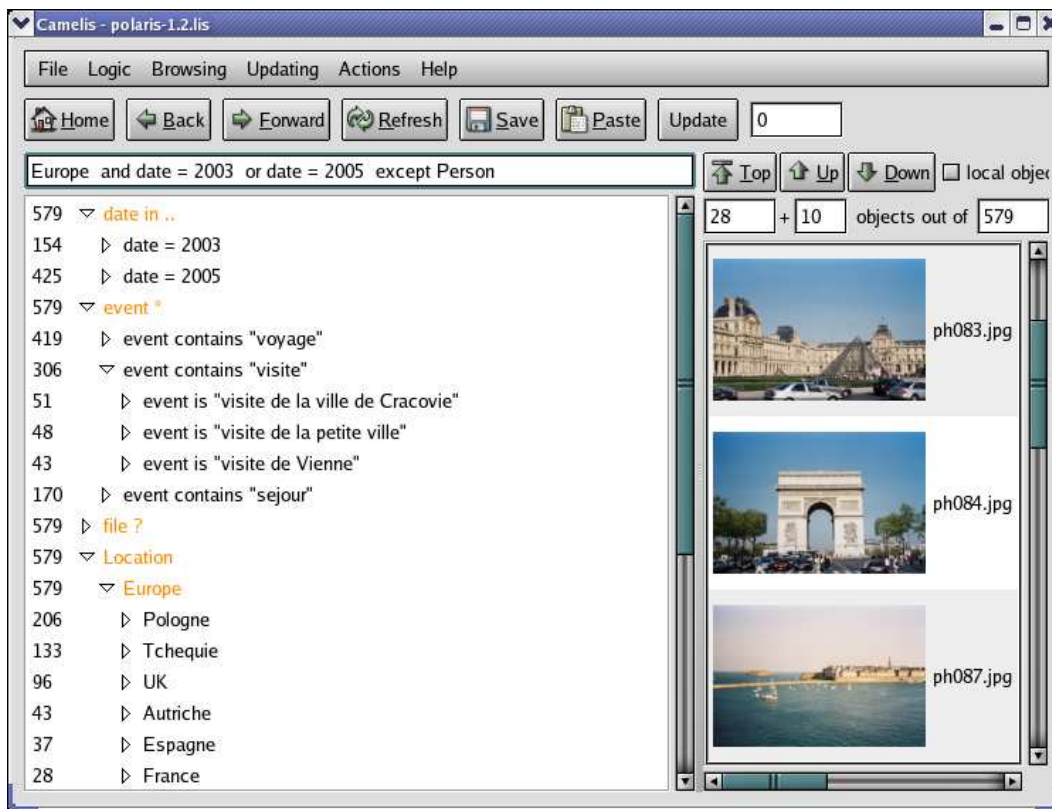 Camelis - polaris-1.2.lis
File Logic Browsing Updating Actions Help
Home Back Forward Refresh Save Paste Update 0
Europe and date = 2003 or date = 2005 except Person
Top Up Down local objec
28 + 10 objects out of 579
579 date in ..
154 date = 2003
425 date = 2005
579 event *
419 event contains "voyage"
306 event contains "visite"
51 event is "visite de la ville de Cracovie"
48 event is "visite de la petite ville"
43 event is "visite de Vienne"
170 event contains "sejour"
579 file ?
579 Location
579 Europe
206 Pologne
133 Tchequie
96 UK
43 Autriche
37 Espagne
28 France
ph083.jpg
ph084.jpg
ph087.jpg